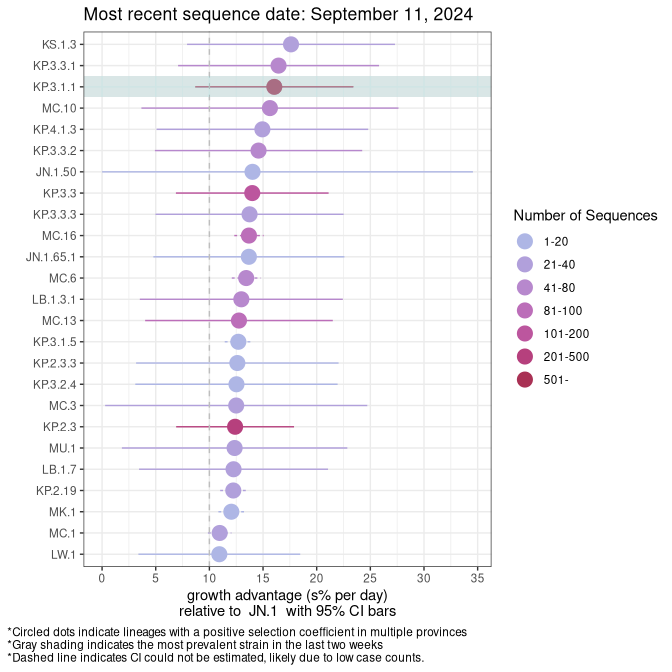 Most recent sequence date: September 11, 2024
KS.1.3
KP.3.3.1
KP.3.1.1
MC.10
KP.4.1.3
KP.3.3.2
JN.1.50
KP.3.3
KP.3.3.3
MC.16
JN.1.65.1
MC.6
LB.1.3.1
MC.13
KP.3.1.5
KP.2.3.3
KP.3.2.4
MC.3
KP.2.3
MU.1
LB.1.7
KP.2.19
MK.1
MC.1
LW.1
0 5 10 15 20 25 30 35
growth advantage (s% per day)
relative to JN.1 with 95% CI bars
Number of Sequences
1-20
21-40
41-80
81-100
101-200
201-500
501-
*Circled dots indicate lineages with a positive selection coefficient in multiple provinces
*Gray shading indicates the most prevalent strain in the last two weeks
*Dashed line indicates CI could not be estimated, likely due to low case counts.